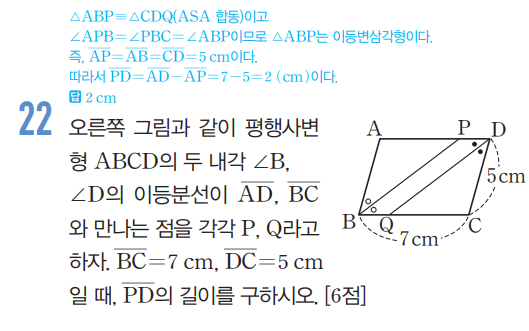 △ABP≡△CDQ(ASA 합동)이고
∠APB=∠PBC=∠ABP이므로 △ABP는 이등변삼각형이다.
즉, AP=AB=CD=5 cm이다.
따라서 PD=AD-AP=7-5=2 (cm)이다.
답 2 cm
22 오른쪽 그림과 같이 평행사변
형 ABCD의 두 내각 ∠B,
∠D의 이등분선이 AD, BC
와 만나는 점을 각각 P, Q라고
하자. BC=7 cm, DC=5 cm
일 때, PD의 길이를 구하시오. [6점]
A P D
5 cm
B Q C
7 cm